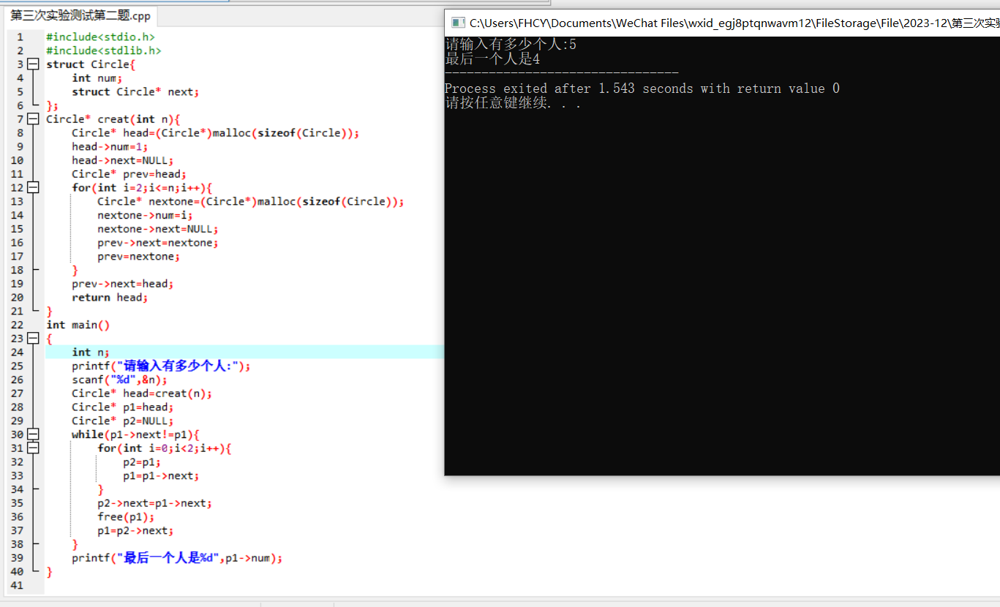 第三次实验测试第二题.cpp
1 #include<stdio.h>
2 #include<stdlib.h>
3 struct Circle{
4 int num;
5 struct Circle* next;
6 };
7 Circle* creat(int n){
8 Circle* head=(Circle*)malloc(sizeof(Circle));
9 head->num=1;
10 head->next=NULL;
11 Circle* prev=head;
12 for(int i=2;i<=n;i++){
13 Circle* nextone=(Circle*)malloc(sizeof(Circle));
14 nextone->num=i;
15 nextone->next=NULL;
16 prev->next=nextone;
17 prev=nextone;
18 }
19 prev->next=head;
20 return head;
21 }
22 int main()
23 {
24 int n;
25 printf("请输入有多少个人:");
26 scanf("%d",&n);
27 Circle* head=creat(n);
28 Circle* p1=head;
29 Circle* p2=NULL;
30 while(p1->next!=p1){
31 for(int i=0;i<2;i++){
32 p2=p1;
33 p1=p1->next;
34 }
35 p2->next=p1->next;
36 free(p1);
37 p1=p2->next;
38 }
39 printf("最后一个人是%d",p1->num);
40 }
41
C:\Users\FHCY\Documents\WeChat Files\wxid_egj8ptqnwavm12\FileStorage\File\2023-12\第三次实验
请输入有多少个人:5
最后一个人是4
--------------------------------
Process exited after 1.543 seconds with return value 0
请按任意键继续. . .